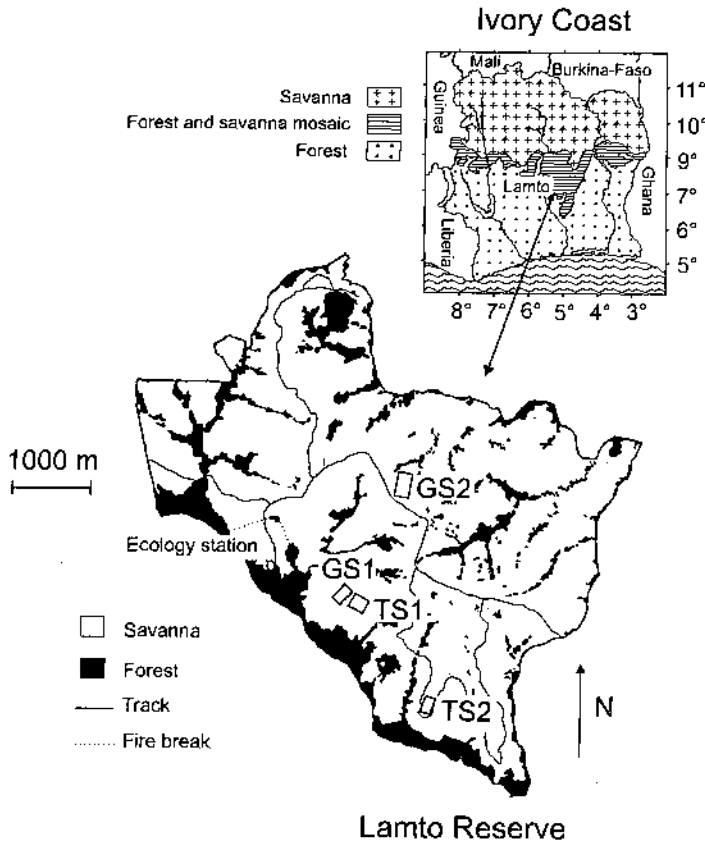 Ivory Coast
Mali
Burkina-Faso
Guinea
Savanna
Forest and savanna mosaic
Forest
11°
10°
9°
7°
6°
5°
Lamto
Ghana
Liberia
8° 7° 6° 5° 4° 3°
1000 m
GS2
Ecology station
GS1
TS1
Savanna
Forest
Track
Fire break
TS2
N
Lamto Reserve